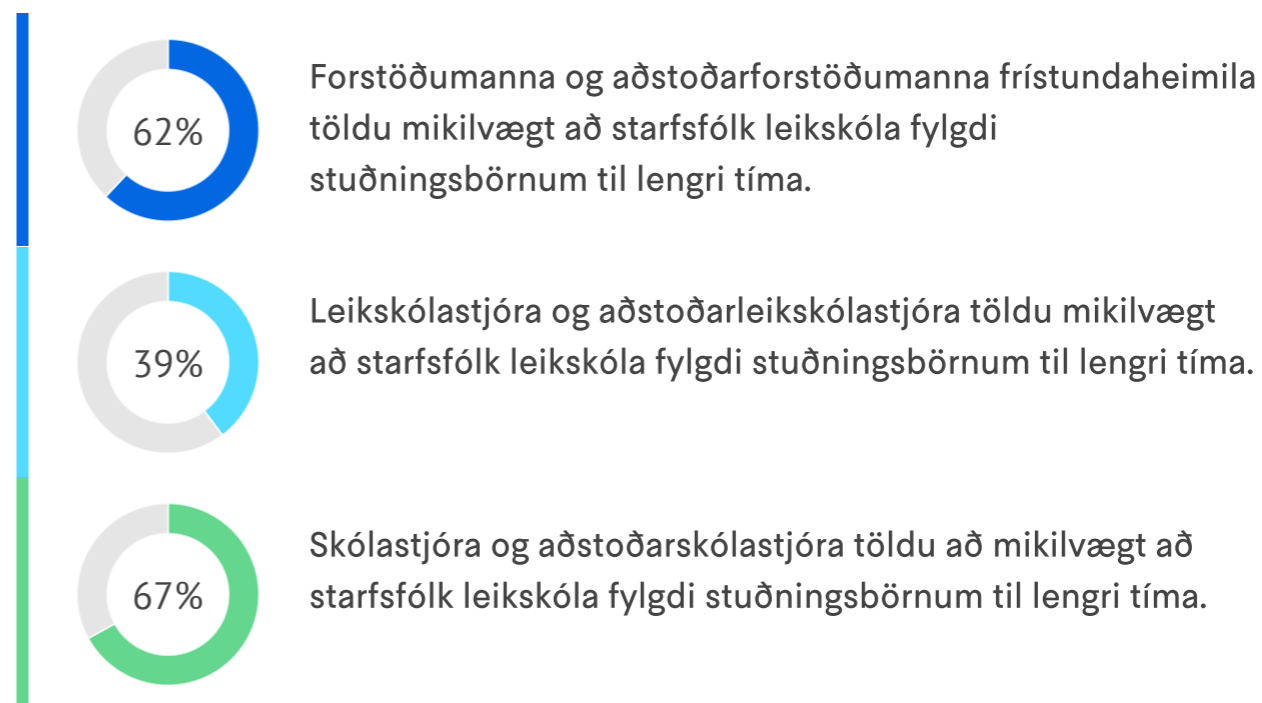 62%
Forstöðumanna og aðstoðarforstöðumanna frístundaheimila
töldu mikilvægt að starfsfólk leikskóla fylgdi
stuðningsbörnum til lengri tíma.
39%
Leikskólastjóra og aðstoðarleikskólastjóra töldu mikilvægt
að starfsfólk leikskóla fylgdi stuðningsbörnum til lengri tíma.
67%
Skólastjóra og aðstoðarskólastjóra töldu að mikilvægt að
starfsfólk leikskóla fylgdi stuðningsbörnum til lengri tíma.